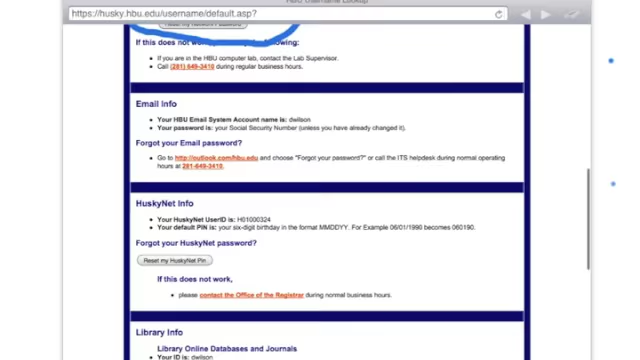 HBU Username Lookup
https://husky.hbu.edu/username/default.asp?
Reset my Network Password
If this does not work, the following:
If you are in the HBU computer lab, contact the Lab Supervisor.
Call (281) 649-3410 during regular business hours.
Email Info
Your HBU Email System Account name is: dwilson
Your password is: your Social Security Number (unless you have already changed it).
Forgot your Email password?
Go to http://outlook.com/hbu.edu and choose "Forgot your password?" or call the ITS helpdesk during normal operating
hours at 281-649-3410.
HuskyNet Info
Your HuskyNet UserID is: H01000324
Your default PIN is: your six-digit birthday in the format MMDDYY. For Example 06/01/1990 becomes 060190.
Forgot your HuskyNet password?
Reset my HuskyNet Pin
If this does not work,
please contact the Office of the Registrar during normal business hours.
Library Info
Library Online Databases and Journals
Your ID is: dwilson